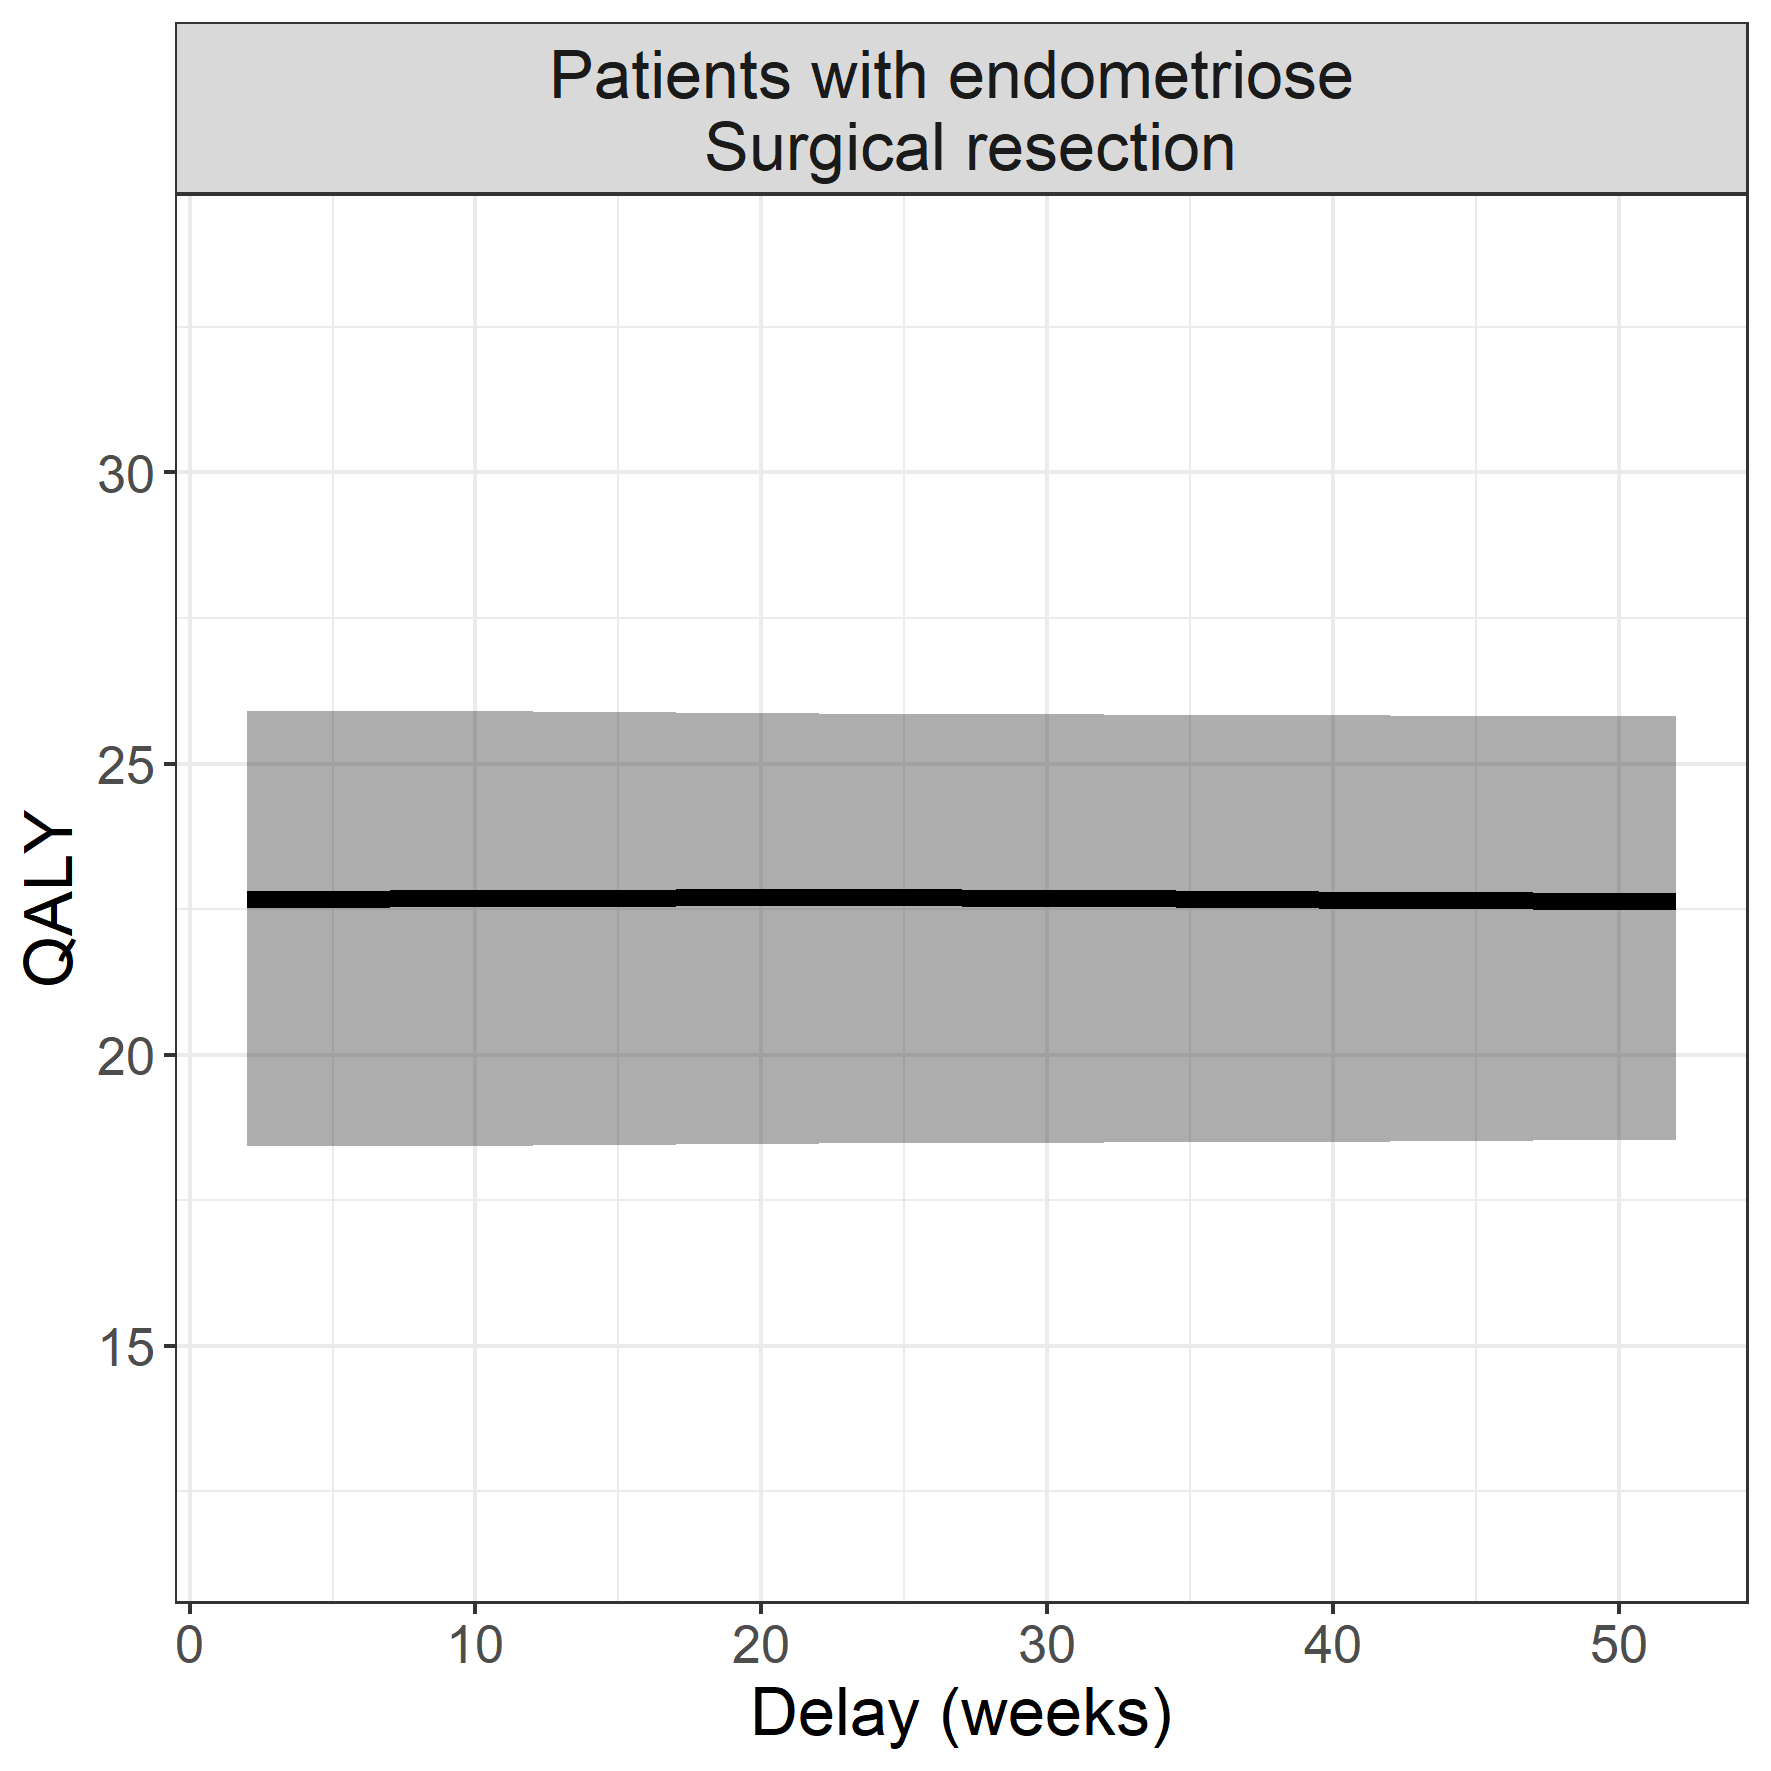 Patients with endometriose
Surgical resection
QALY
30
25
20
15
0 10 20 30 40 50
Delay (weeks)